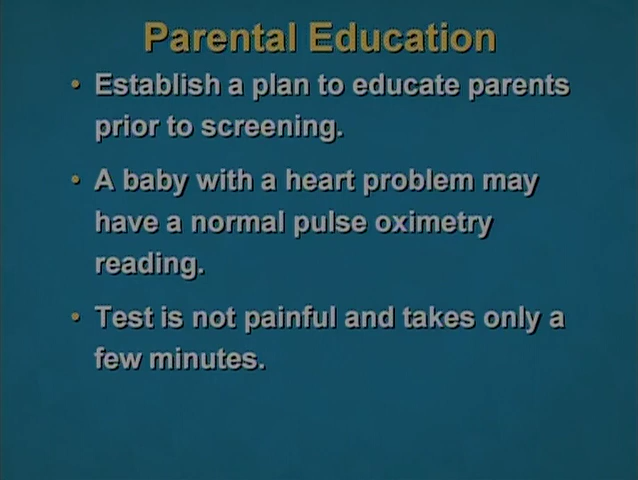 Parental Education
• Establish a plan to educate parents
prior to screening.
• A baby with a heart problem may
have a normal pulse oximetry
reading.
• Test is not painful and takes only a
few minutes.